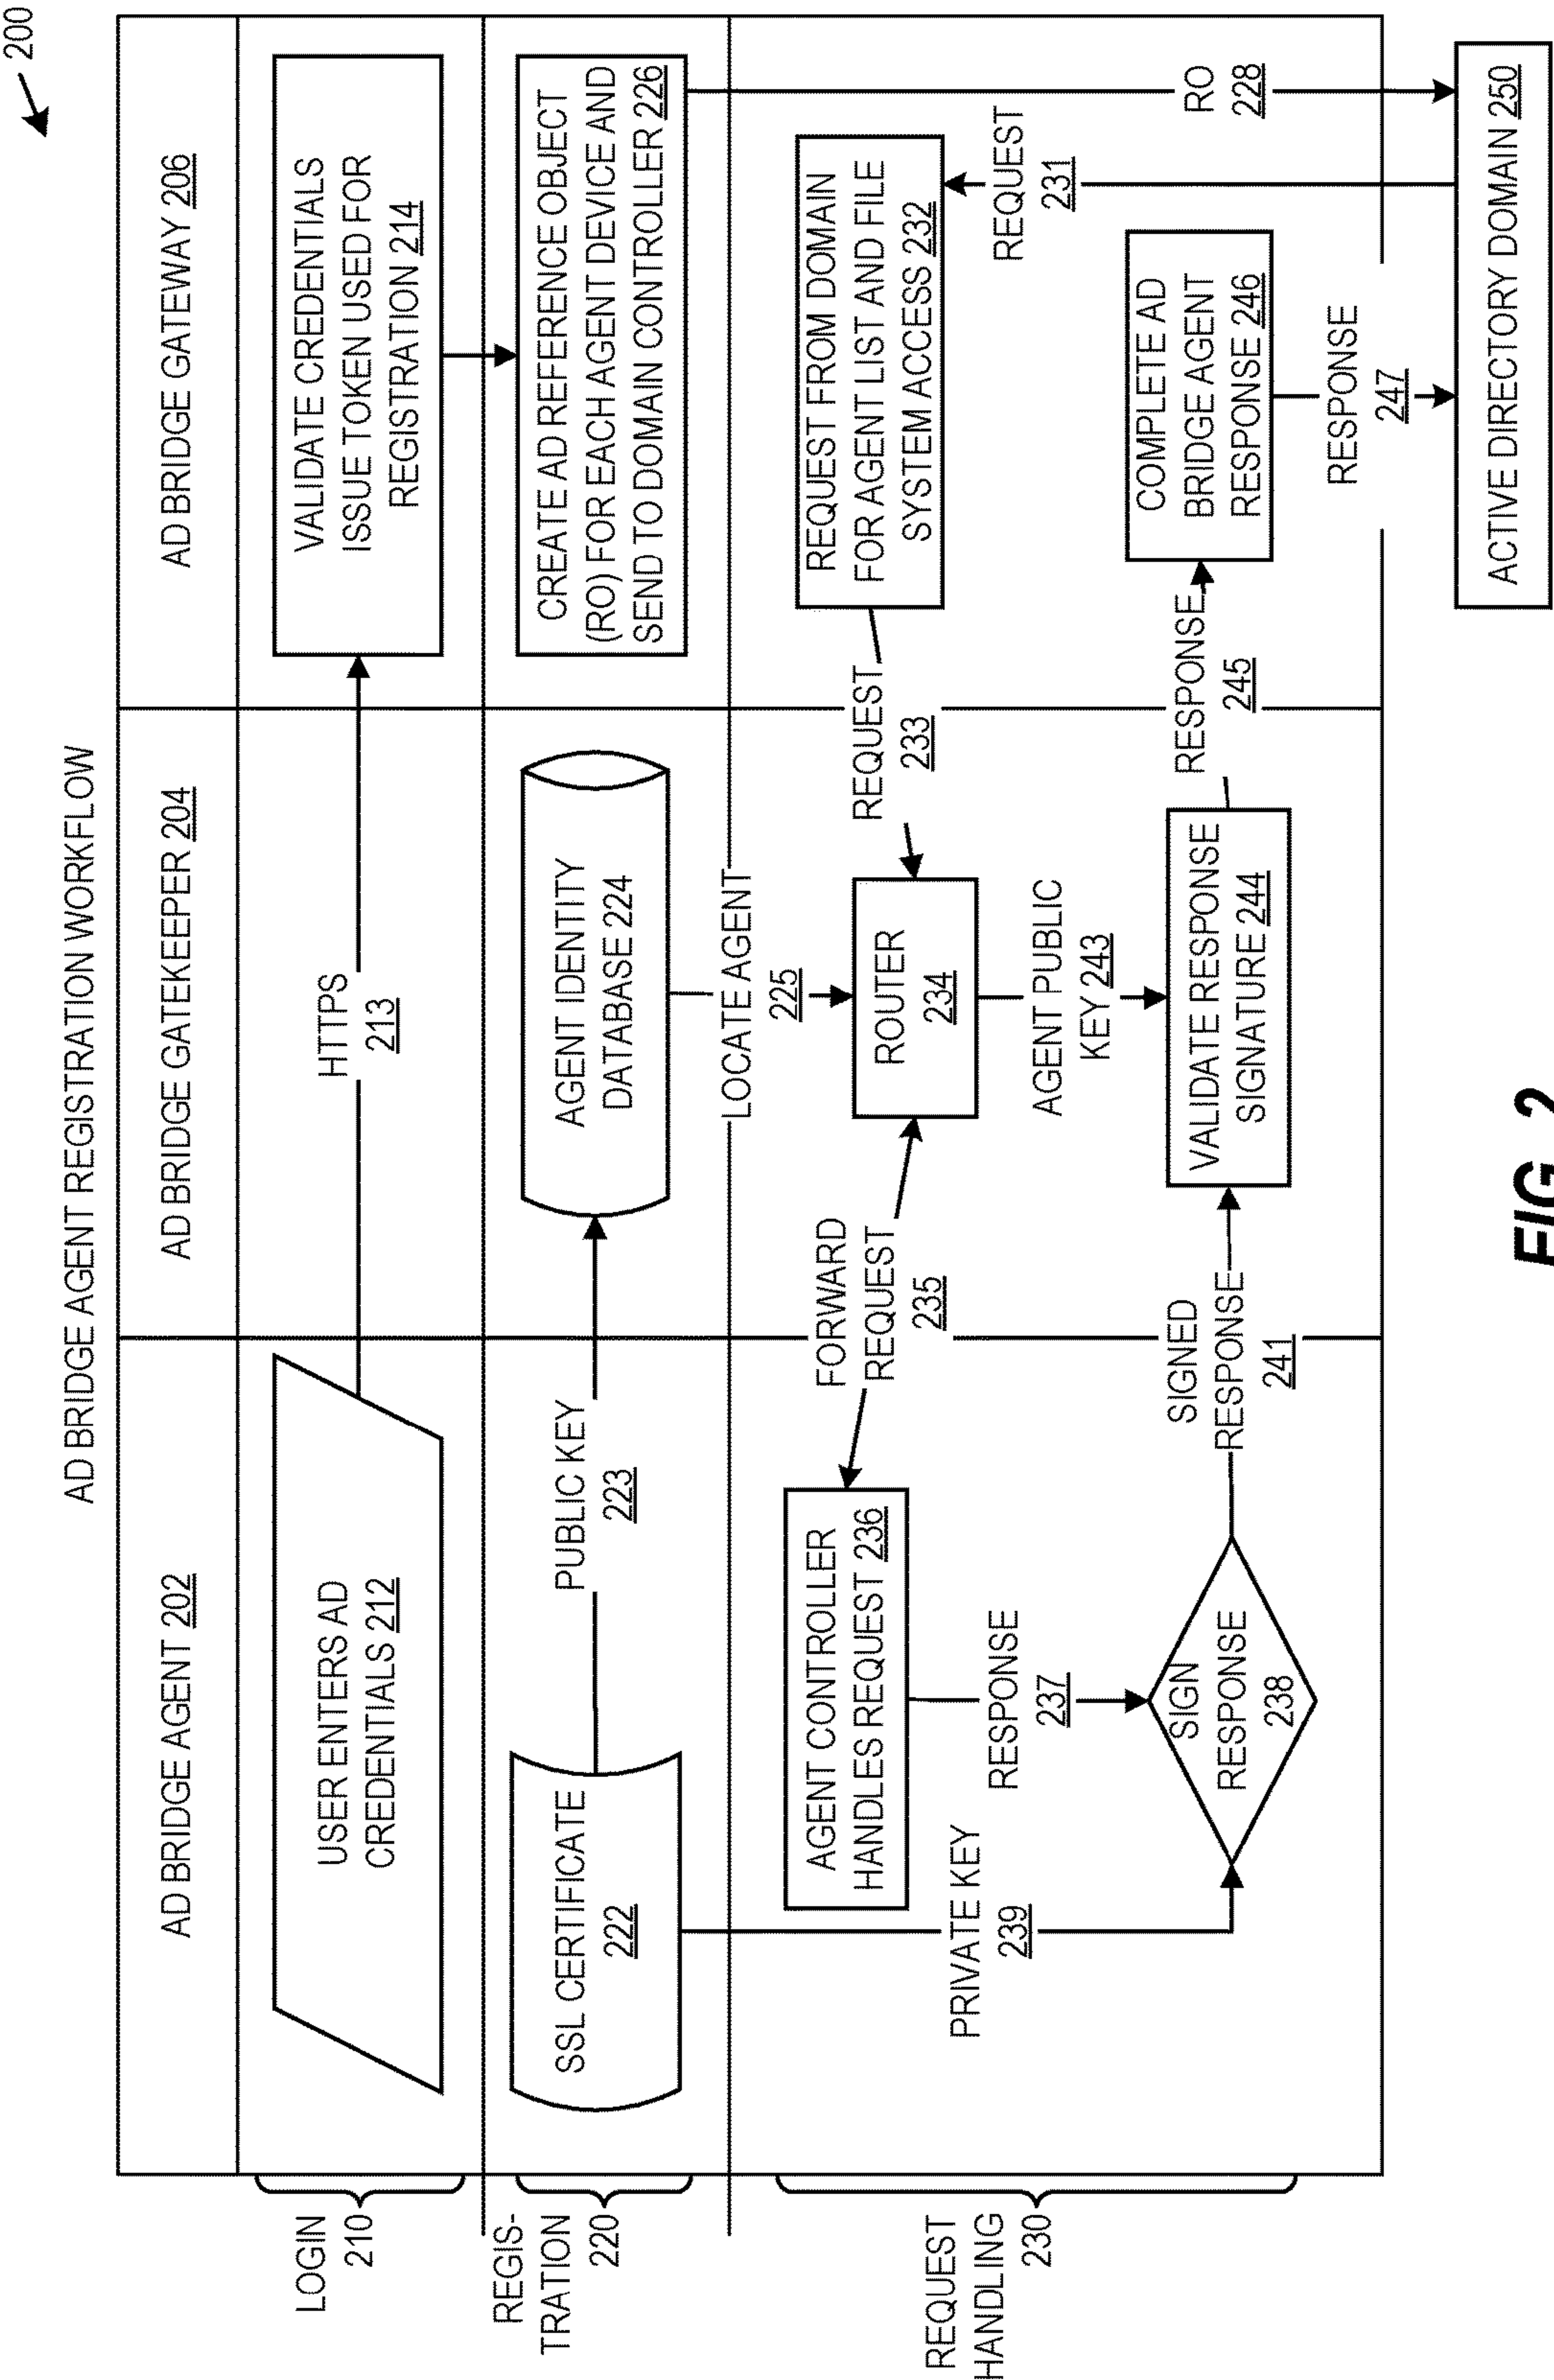 200
AD BRIDGE AGENT REGISTRATION WORKFLOW
AD BRIDGE AGENT 202
AD BRIDGE GATEKEEPER 204
AD BRIDGE GATEWAY 206
LOGIN
210
USER ENTERS AD
CREDENTIALS 212
HTTPS
213
VALIDATE CREDENTIALS
ISSUE TOKEN USED FOR
REGISTRATION 214
REGIS-
TRATION
220
SSL CERTIFICATE
222
PUBLIC KEY
223
AGENT IDENTITY
DATABASE 224
CREATE AD REFERENCE OBJECT
(RO) FOR EACH AGENT DEVICE AND
SEND TO DOMAIN CONTROLLER 226
LOCATE AGENT
225
REQUEST
HANDLING
230
AGENT CONTROLLER
HANDLES REQUEST 236
FORWARD
REQUEST
235
ROUTER
234
REQUEST
233
REQUEST FROM DOMAIN
FOR AGENT LIST AND FILE
SYSTEM ACCESS 232
REQUEST
231
RO
228
PRIVATE KEY
239
RESPONSE
237
AGENT PUBLIC
KEY 243
SIGN
RESPONSE
238
SIGNED
RESPONSE
241
VALIDATE RESPONSE
SIGNATURE 244
RESPONSE
245
COMPLETE AD
BRIDGE AGENT
RESPONSE 246
RESPONSE
247
ACTIVE DIRECTORY DOMAIN 250
FIG. 2